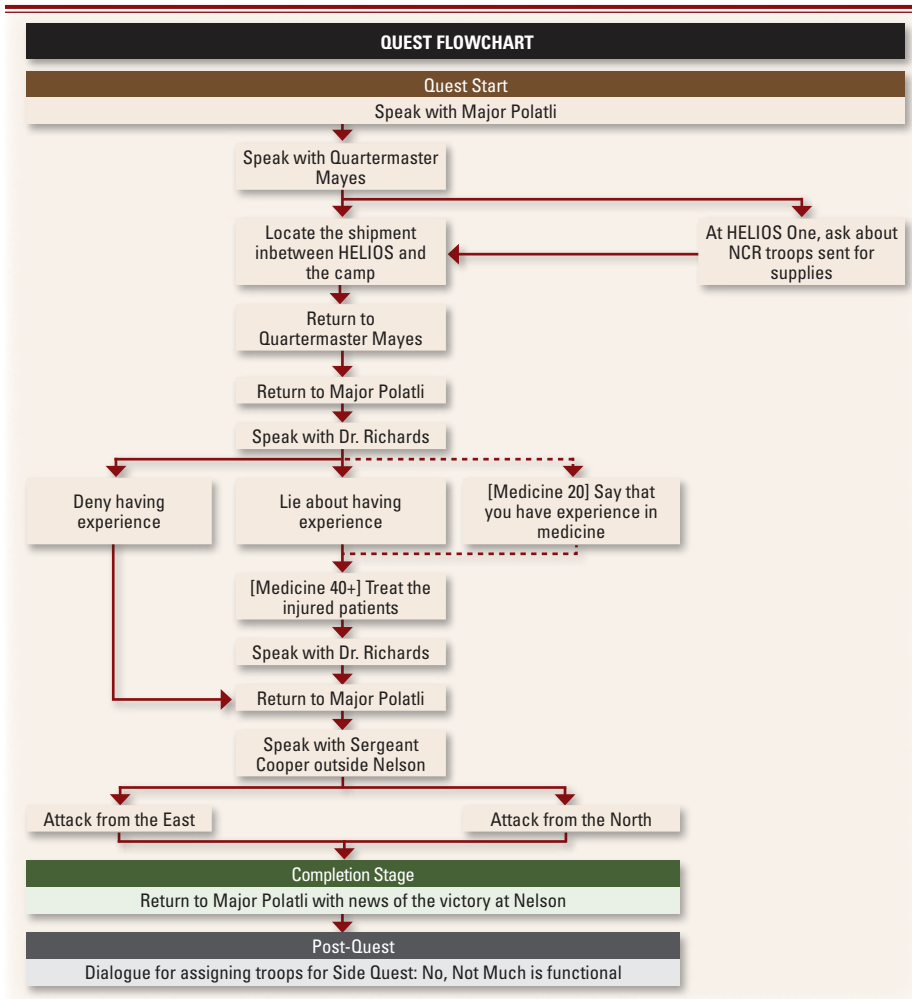 QUEST FLOWCHART
Quest Start
Speak with Major Polatli
Speak with Quartermaster
Mayes
Locate the shipment
inbetween HELIOS and
the camp
At HELIOS One, ask about
NCR troops sent for
supplies
Return to
Quartermaster Mayes
Return to Major Polatli
Speak with Dr. Richards
Deny having
experience
Lie about having
experience
[Medicine 20] Say that
you have experience in
medicine
[Medicine 40+] Treat the
injured patients
Speak with Dr. Richards
Return to Major Polatli
Speak with Sergeant
Cooper outside Nelson
Attack from the East
Attack from the North
Completion Stage
Return to Major Polatli with news of the victory at Nelson
Post-Quest
Dialogue for assigning troops for Side Quest: No, Not Much is functional